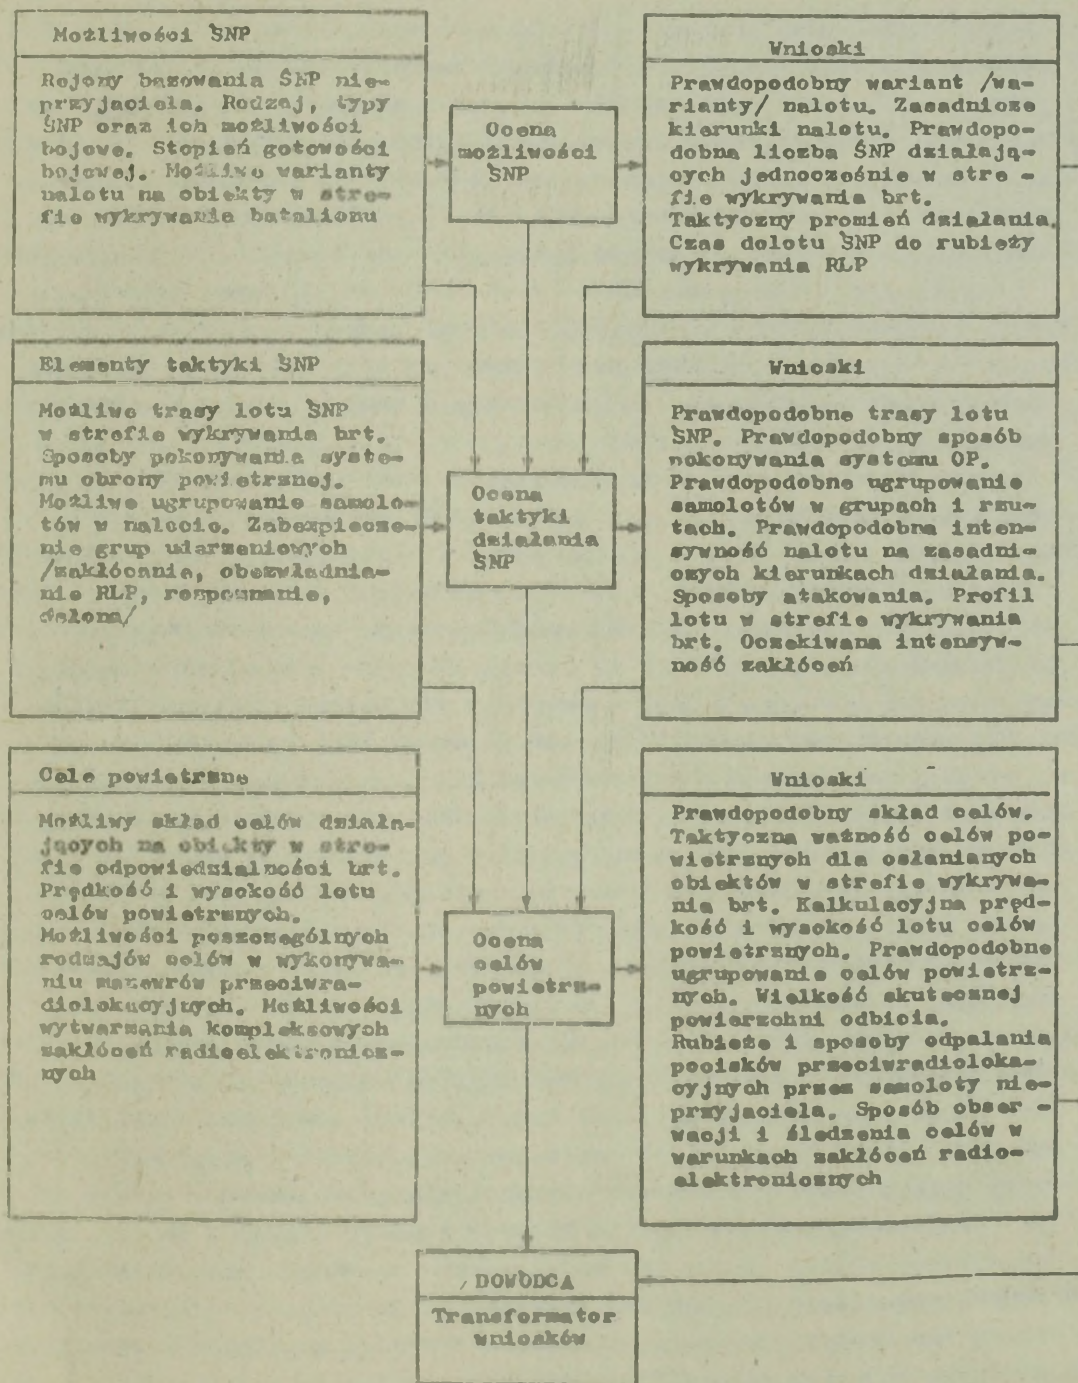 Możliwości ŚNP
Rejony bazowania ŚNP nie-
przyjaciela. Rodzaj, typy
ŚNP oraz ich możliwości
bojowe. Stopień gotowości
bojowej. Możliwe warianty
nalotu na obiekty w stre-
fie wykrywania batalionu
Ocena
możliwości
ŚNP
Wnioski
Prawdopodobny wariant /wa-
rianty/ nalotu. Zasadnicze
kierunki nalotu. Prawdopo-
dobna liczba ŚNP działają-
cych jednocześnie w stre -
fie wykrywania brt.
Taktyczny promień działania.
Czas dolotu ŚNP do rubieży
wykrywania RLP
Elementy taktyki ŚNP
Możliwe trasy lotu ŚNP
w strefie wykrywania brt.
Sposoby pokonywania syste-
mu obrony powietrznej.
Możliwe ugrupowanie samolo-
tów w nalocie. Zabezpiecze-
nie grup udarzeniowych
/zakłócanie, obezwładnia-
nie RLP, rozpoznanie,
osłona/
Ocena
taktyki
działania
ŚNP
Wnioski
Prawdopodobne trasy lotu
ŚNP. Prawdopodobny sposób
pokonywania systemu OP.
Prawdopodobne ugrupowanie
samolotów w grupach i rzu-
tach. Prawdopodobna inten-
sywność nalotu na zasadni-
czych kierunkach działania.
Sposoby atakowania. Profil
lotu w strefie wykrywania
brt. Oczekiwana intensyw-
ność zakłóceń
Cele powietrzne
Możliwy skład celów działa-
jących na obiekty w stre-
fie odpowiedzialności brt.
Prędkość i wysokość lotu
celów powietrznych.
Możliwości poszczególnych
rodzajów celów w wykonywa-
niu manewrów przeciwra-
diolokacyjnych. Możliwości
wytwarzania kompleksowych
zakłóceń radioelektronicz-
nych
Ocena
celów
powietrz-
nych
Wnioski
Prawdopodobny skład celów.
Taktyczna ważność celów po-
wietrznych dla osłanianych
obiektów w strefie wykrywa-
nia brt. Kalkulacyjna pręd-
kość i wysokość lotu celów
powietrznych. Prawdopodobne
ugrupowanie celów powietrz-
nych. Wielkość skutecznej
powierzchni odbicia.
Rubieże i sposoby odpalania
pocisków przeciwradioloka-
cyjnych przez samoloty nie-
przyjaciela. Sposób obser -
wacji i śledzenia celów w
warunkach zakłóceń radio-
elektronicznych
DOWÓDCA
Transformator
wniosków